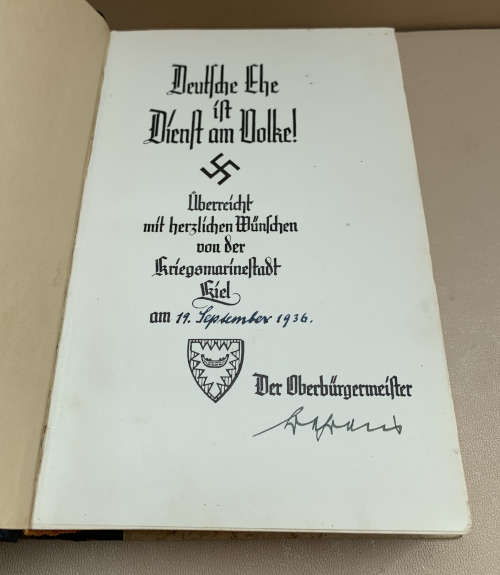 Deutsche Ehe
ist
Dienst am Volke!
Überreicht
mit herzlichen Wünschen
von der
Kriegsmarinestadt
Kiel
am 19. September 1936.
Der Oberbürgermeister
Behrens